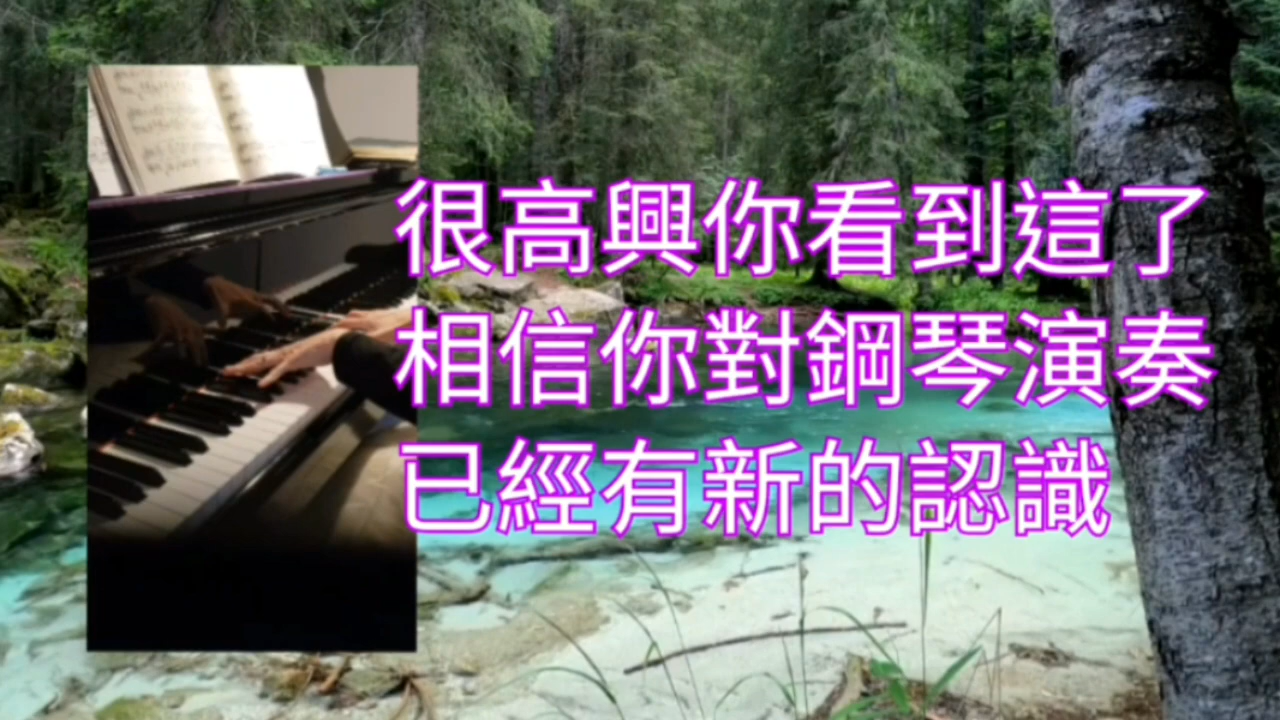 很高興你看到這了
相信你對鋼琴演奏
已經有新的認識